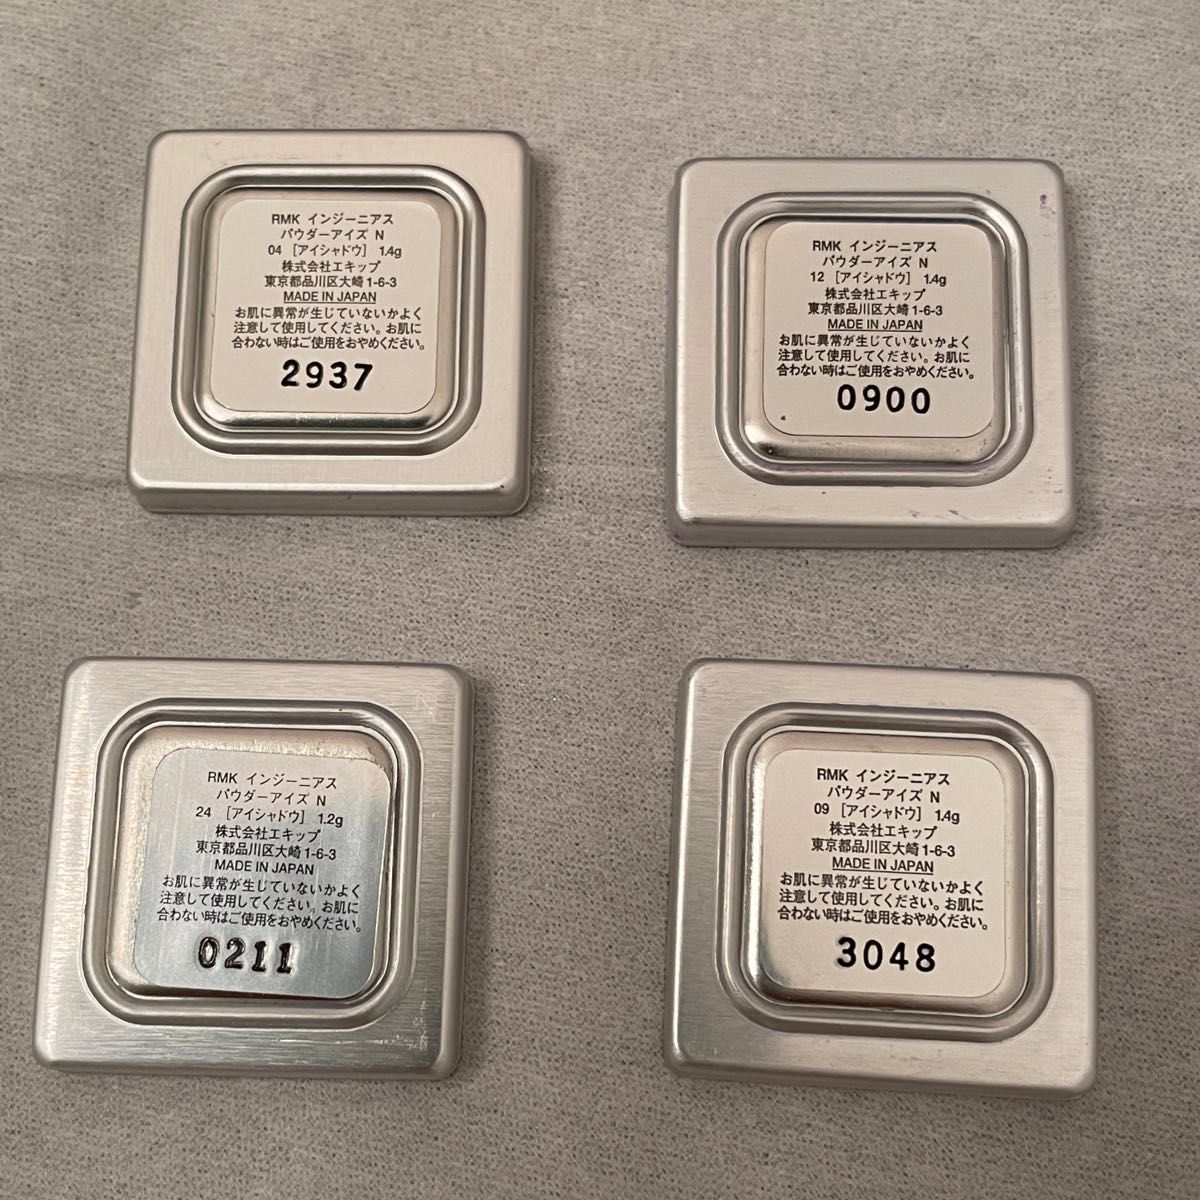 RMK インジーニアス
パウダーアイズ N
04 [アイシャドウ] 1.4g
株式会社エキップ
東京都品川区大崎1-6-3
MADE IN JAPAN
お肌に異常が生じていないかよく
注意して使用してください。お肌に
合わない時はご使用をおやめください。
2937
RMK インジーニアス
パウダーアイズ N
12 [アイシャドウ] 1.4g
株式会社エキップ
東京都品川区大崎1-6-3
MADE IN JAPAN
お肌に異常が生じていないかよく
注意して使用してください。お肌に
合わない時はご使用をおやめください。
0900
RMK インジーニアス
パウダーアイズ N
24 [アイシャドウ] 1.2g
株式会社エキップ
東京都品川区大崎1-6-3
MADE IN JAPAN
お肌に異常が生じていないかよく
注意して使用してください。お肌に
合わない時はご使用をおやめください。
0211
RMK インジーニアス
パウダーアイズ N
09 [アイシャドウ] 1.4g
株式会社エキップ
東京都品川区大崎1-6-3
MADE IN JAPAN
お肌に異常が生じていないかよく
注意して使用してください。お肌に
合わない時はご使用をおやめください。
3048